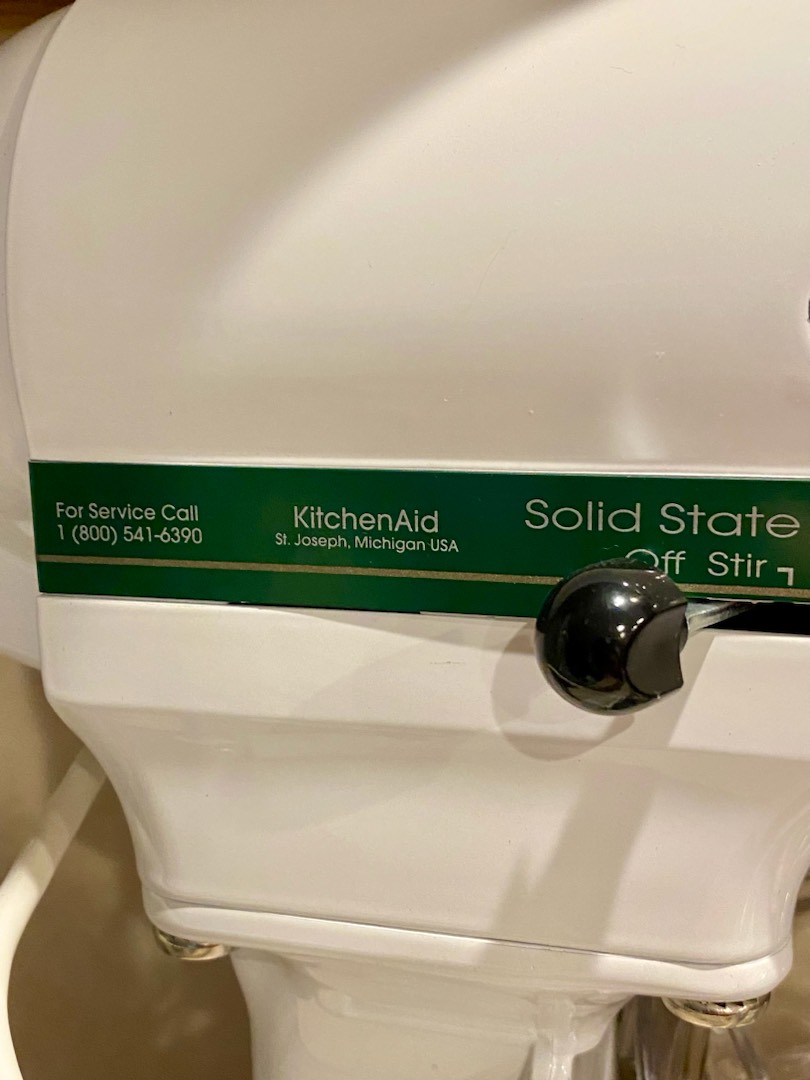 For Service Call
1 (800) 541-6390
KitchenAid
St. Joseph, Michigan USA
Solid State
Off Stir